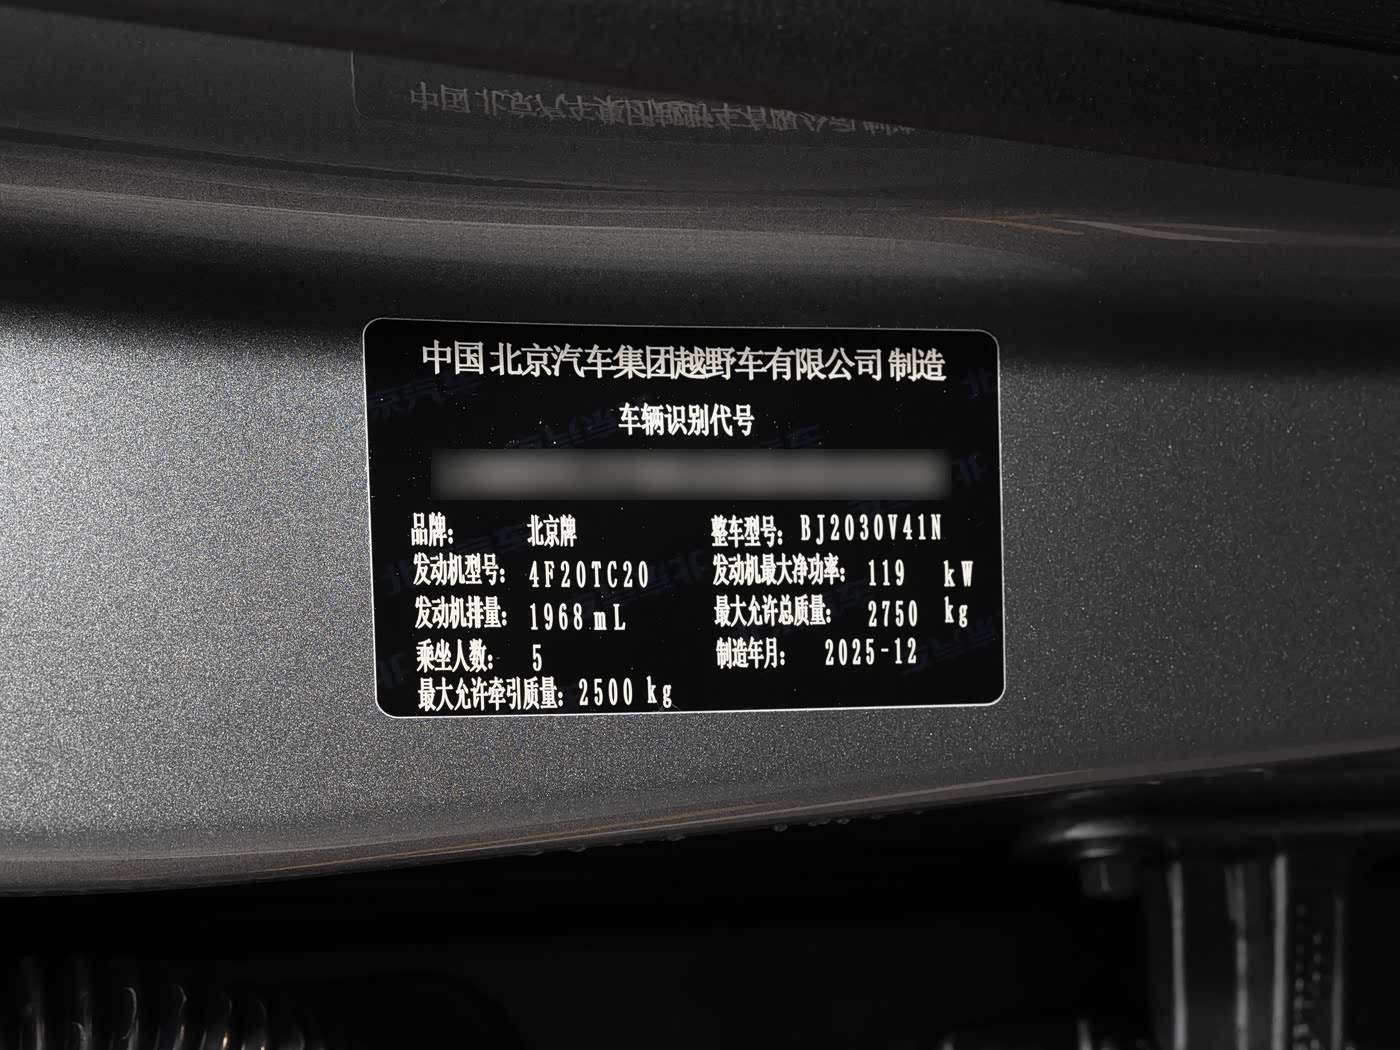 中国 北京汽车集团越野车有限公司 制造
车辆识别代号
品牌： 北京牌 整车型号： BJ2030V41N
发动机型号： 4F20TC20 发动机最大净功率： 119 kW
发动机排量： 1968 mL 最大允许总质量： 2750 kg
乘坐人数： 5 制造年月： 2025-12
最大允许牵引质量： 2500 kg